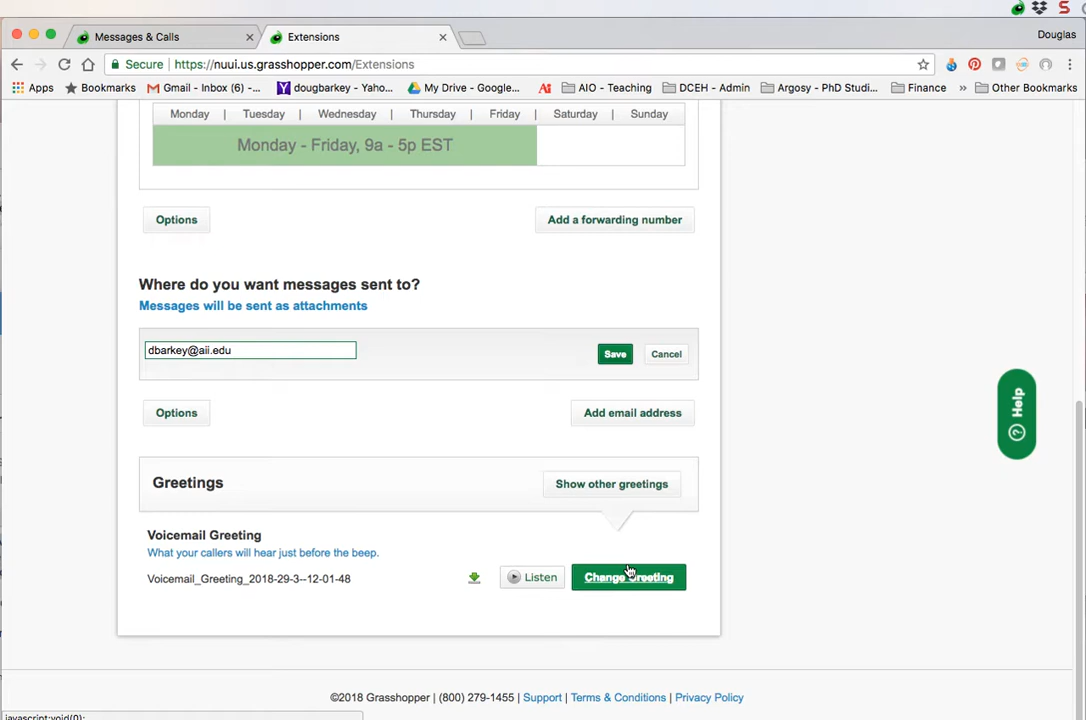 Messages & Calls
Extensions
Douglas
Secure | https://nuui.us.grasshopper.com/Extensions
Apps
Bookmarks
Gmail - Inbox (6) -...
dougbarkey - Yaho...
My Drive - Google...
Ai
AIO - Teaching
DCEH - Admin
Argosy - PhD Studi...
Finance
»
Other Bookmarks
Monday | Tuesday | Wednesday | Thursday | Friday | Saturday | Sunday
Monday - Friday, 9a - 5p EST
Options
Add a forwarding number
Where do you want messages sent to?
Messages will be sent as attachments
dbarkey@aii.edu
Save
Cancel
Options
Add email address
Help
Greetings
Show other greetings
Voicemail Greeting
What your callers will hear just before the beep.
Voicemail_Greeting_2018-29-3--12-01-48
Listen
Change Greeting
©2018 Grasshopper | (800) 279-1455 | Support | Terms & Conditions | Privacy Policy
javascript:void(0);